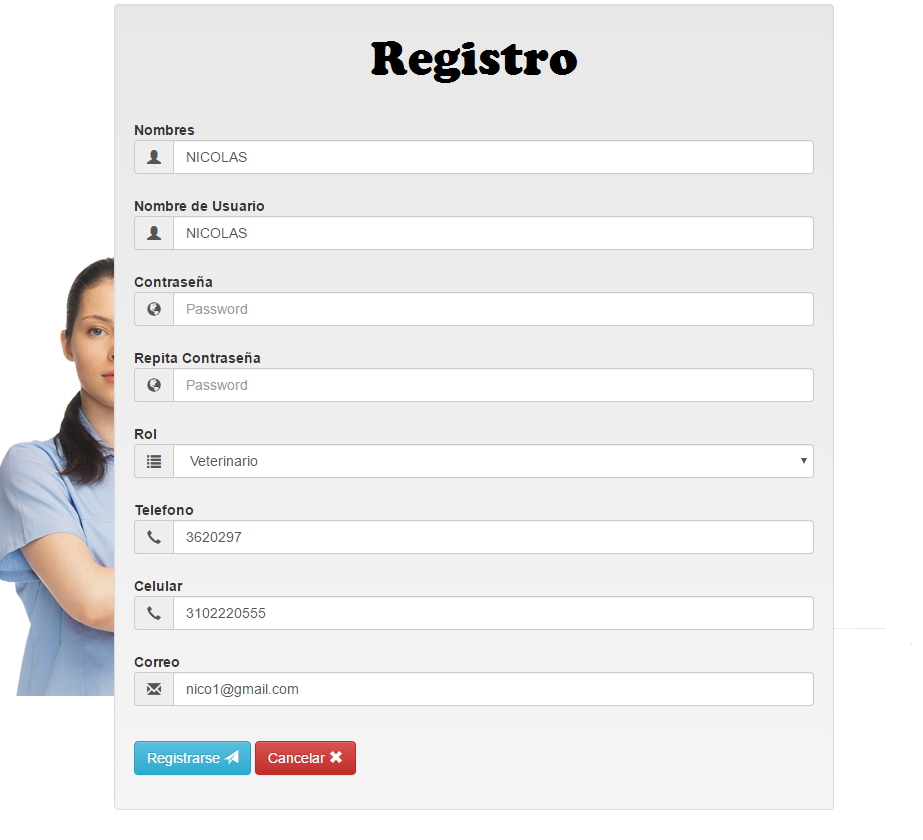 Registro
Nombres
NICOLAS
Nombre de Usuario
NICOLAS
Contraseña
Password
Repita Contraseña
Password
Rol
Veterinario
Telefono
3620297
Celular
3102220555
Correo
nico1@gmail.com
Registrarse Cancelar